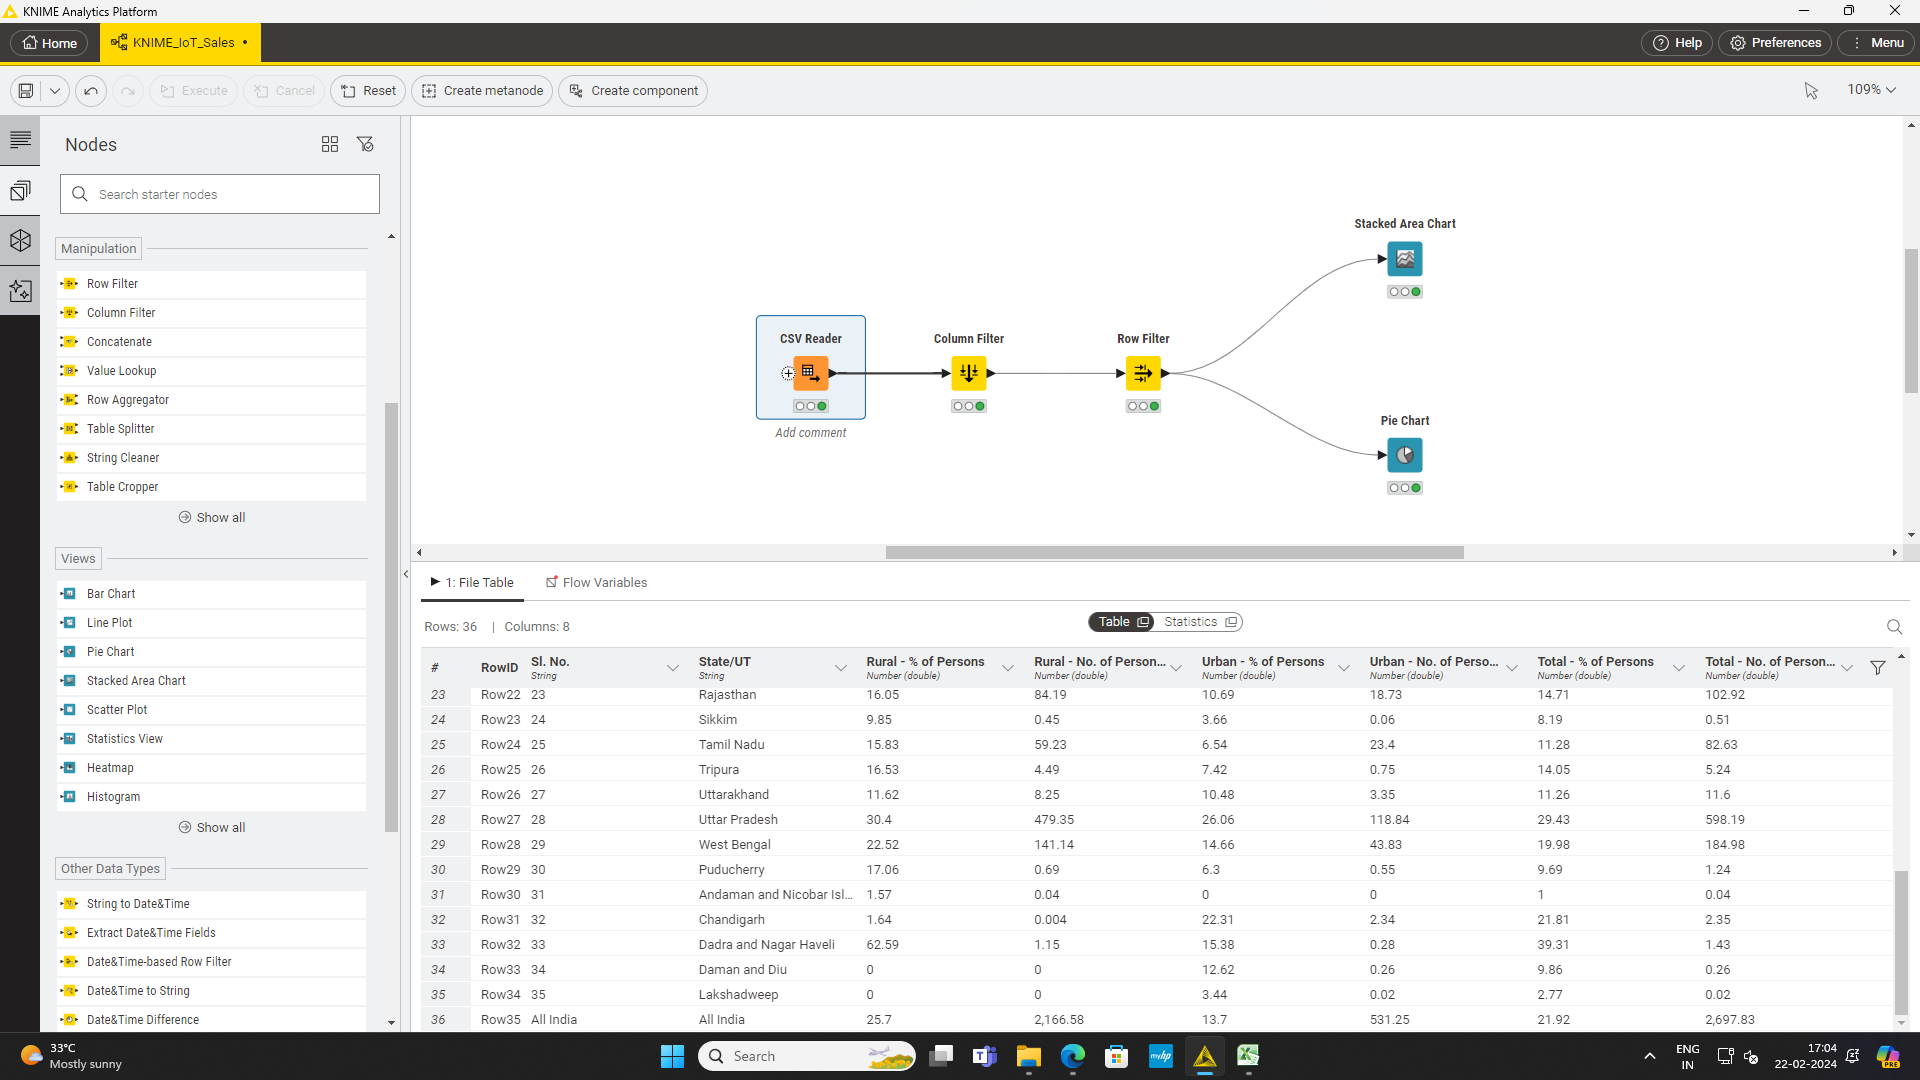 KNIME Analytics Platform
Home
KNIME_IoT_Sales •
Help
Preferences
Menu
Execute
Cancel
Reset
Create metanode
Create component
109%
Nodes
Search starter nodes
Manipulation
Row Filter
Column Filter
Concatenate
Value Lookup
Row Aggregator
Table Splitter
String Cleaner
Table Cropper
Show all
Views
Bar Chart
Line Plot
Pie Chart
Stacked Area Chart
Scatter Plot
Statistics View
Heatmap
Histogram
Show all
Other Data Types
String to Date&Time
Extract Date&Time Fields
Date&Time-based Row Filter
Date&Time to String
Date&Time Difference
Stacked Area Chart
CSV Reader
Column Filter
Row Filter
Add comment
Pie Chart
1: File Table
Flow Variables
Rows: 36 | Columns: 8
Table
Statistics
# RowID Sl. No. State/UT Rural - % of Persons Rural - No. of Person... Urban - % of Persons Urban - No. of Perso... Total - % of Persons Total - No. of Person...
String String Number (double) Number (double) Number (double) Number (double) Number (double) Number (double)
23 Row22 23 Rajasthan 16.05 84.19 10.69 18.73 14.71 102.92
24 Row23 24 Sikkim 9.85 0.45 3.66 0.06 8.19 0.51
25 Row24 25 Tamil Nadu 15.83 59.23 6.54 23.4 11.28 82.63
26 Row25 26 Tripura 16.53 4.49 7.42 0.75 14.05 5.24
27 Row26 27 Uttarakhand 11.62 8.25 10.48 3.35 11.26 11.6
28 Row27 28 Uttar Pradesh 30.4 479.35 26.06 118.84 29.43 598.19
29 Row28 29 West Bengal 22.52 141.14 14.66 43.83 19.98 184.98
30 Row29 30 Puducherry 17.06 0.69 6.3 0.55 9.69 1.24
31 Row30 31 Andaman and Nicobar Isl... 1.57 0.04 0 0 1 0.04
32 Row31 32 Chandigarh 1.64 0.004 22.31 2.34 21.81 2.35
33 Row32 33 Dadra and Nagar Haveli 62.59 1.15 15.38 0.28 39.31 1.43
34 Row33 34 Daman and Diu 0 0 12.62 0.26 9.86 0.26
35 Row34 35 Lakshadweep 0 0 3.44 0.02 2.77 0.02
36 Row35 All India All India 25.7 2,166.58 13.7 531.25 21.92 2,697.83
33°C
Mostly sunny
Search
myhp
ENG
IN
17:04
22-02-2024
PRE